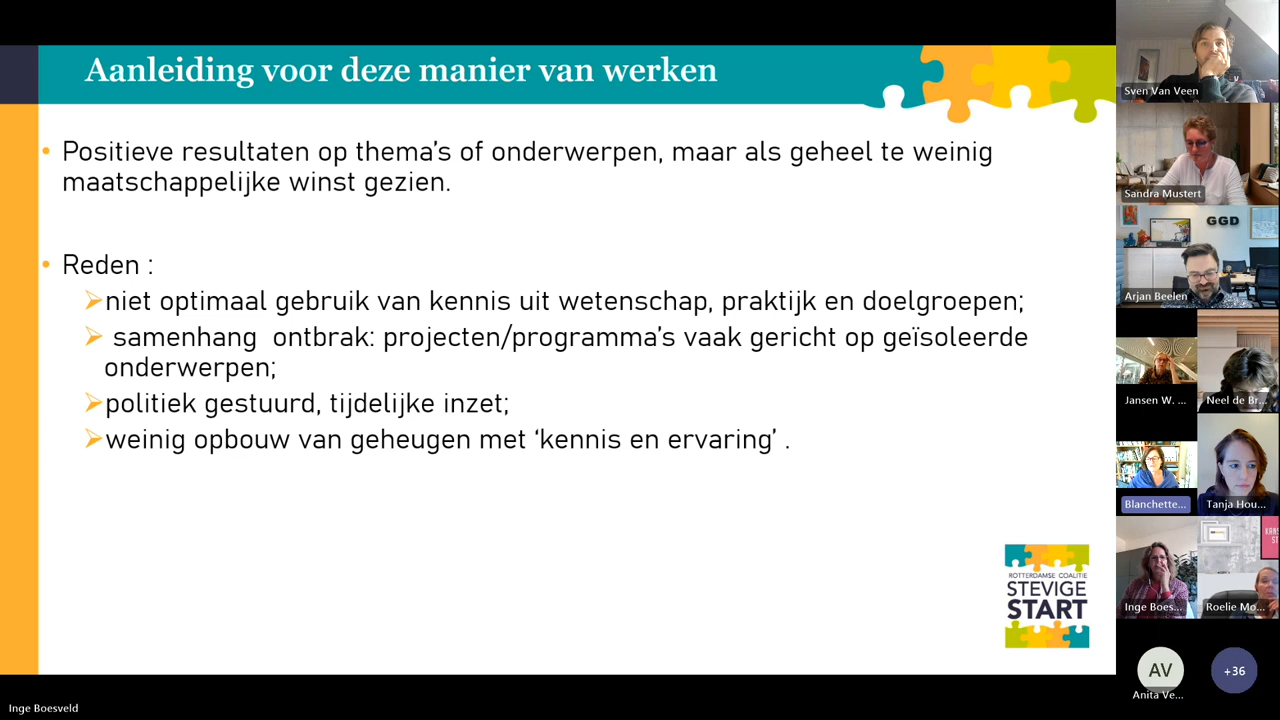 Aanleiding voor deze manier van werken
• Positieve resultaten op thema’s of onderwerpen, maar als geheel te weinig
maatschappelijke winst gezien.
• Reden :
➢niet optimaal gebruik van kennis uit wetenschap, praktijk en doelgroepen;
➢ samenhang ontbrak: projecten/programma’s vaak gericht op geïsoleerde
onderwerpen;
➢politiek gestuurd, tijdelijke inzet;
➢weinig opbouw van geheugen met ‘kennis en ervaring’ .
ROTTERDAMSE COALITIE
STEVIGE
START
Sven Van Veen
Sandra Mustert
GGD
Arjan Beelen
Jansen W. ...
Neel de Br...
Blanchette...
Tanja Hou...
KANS
ST
Inge Boes...
Roelie Mo...
AV
Anita Ve...
+36
Inge Boesveld